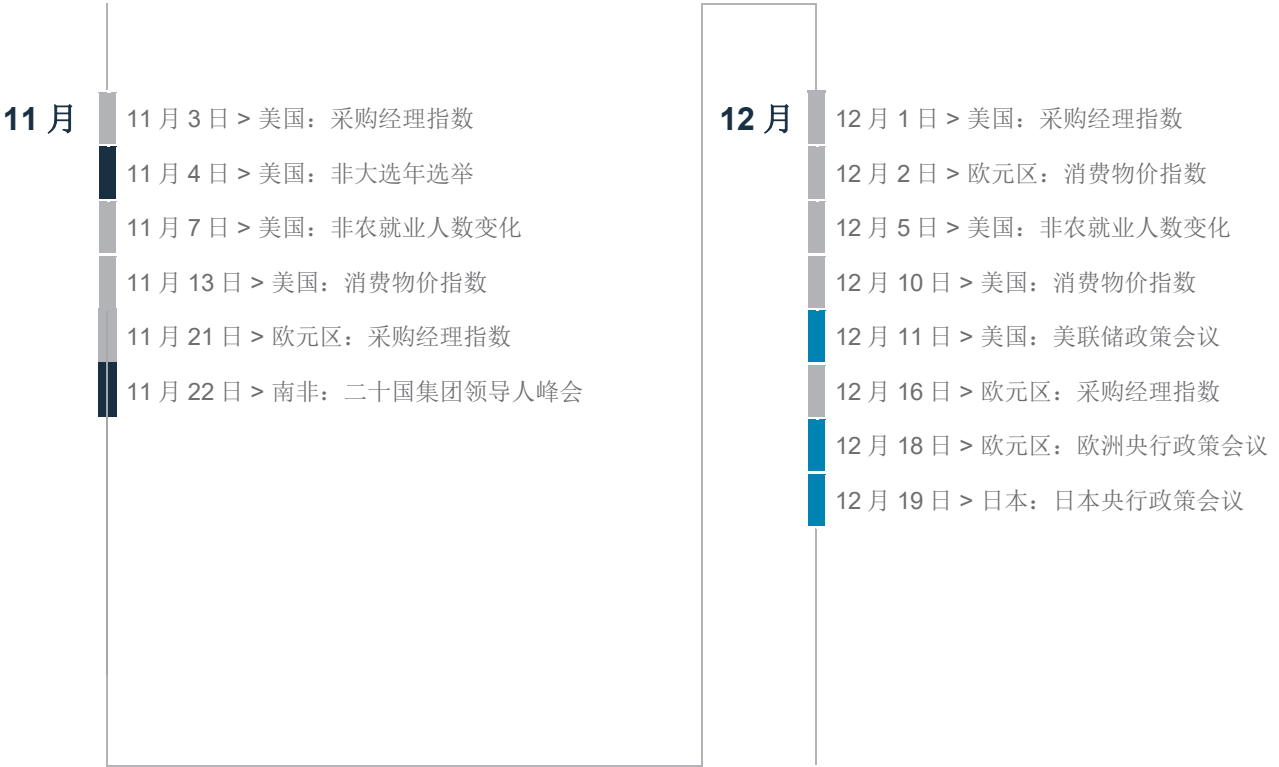 11 月
11 月 3 日 > 美国：采购经理指数
11 月 4 日 > 美国：非大选年选举
11 月 7 日 > 美国：非农就业人数变化
11 月 13 日 > 美国：消费物价指数
11 月 21 日 > 欧元区：采购经理指数
11 月 22 日 > 南非：二十国集团领导人峰会
12 月
12 月 1 日 > 美国：采购经理指数
12 月 2 日 > 欧元区：消费物价指数
12 月 5 日 > 美国：非农就业人数变化
12 月 10 日 > 美国：消费物价指数
12 月 11 日 > 美国：美联储政策会议
12 月 16 日 > 欧元区：采购经理指数
12 月 18 日 > 欧元区：欧洲央行政策会议
12 月 19 日 > 日本：日本央行政策会议